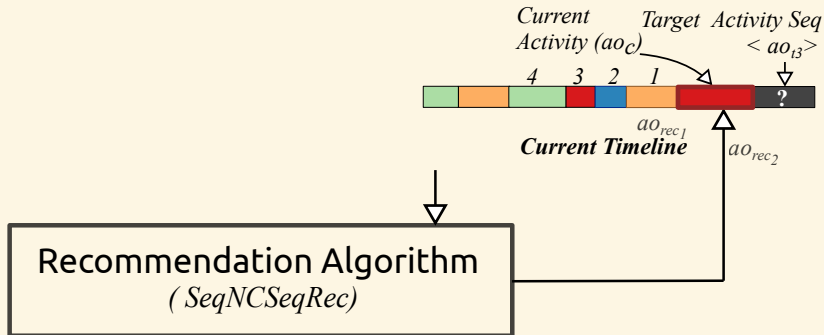 Current Activity (ao_c)
Target Activity Seq < ao_t3 >
4 3 2 1
?
ao_rec1
Current Timeline
ao_rec2
Recommendation Algorithm
( SeqNCSeqRec)